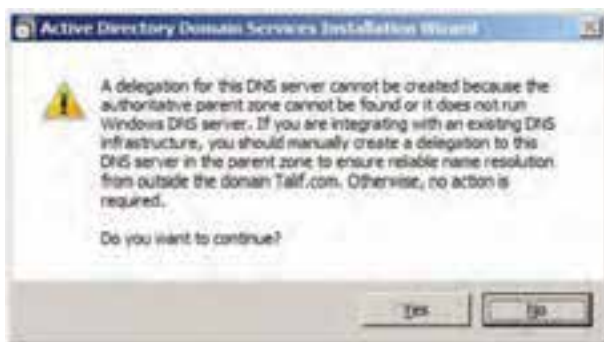 Active Directory Domain Services Installation Wizard
A delegation for this DNS server cannot be created because the
authoritative parent zone cannot be found or it does not run
Windows DNS server. If you are integrating with an existing DNS
infrastructure, you should manually create a delegation to this
DNS server in the parent zone to ensure reliable name resolution
from outside the domain Talif.com. Otherwise, no action is
required.
Do you want to continue?
Yes
No